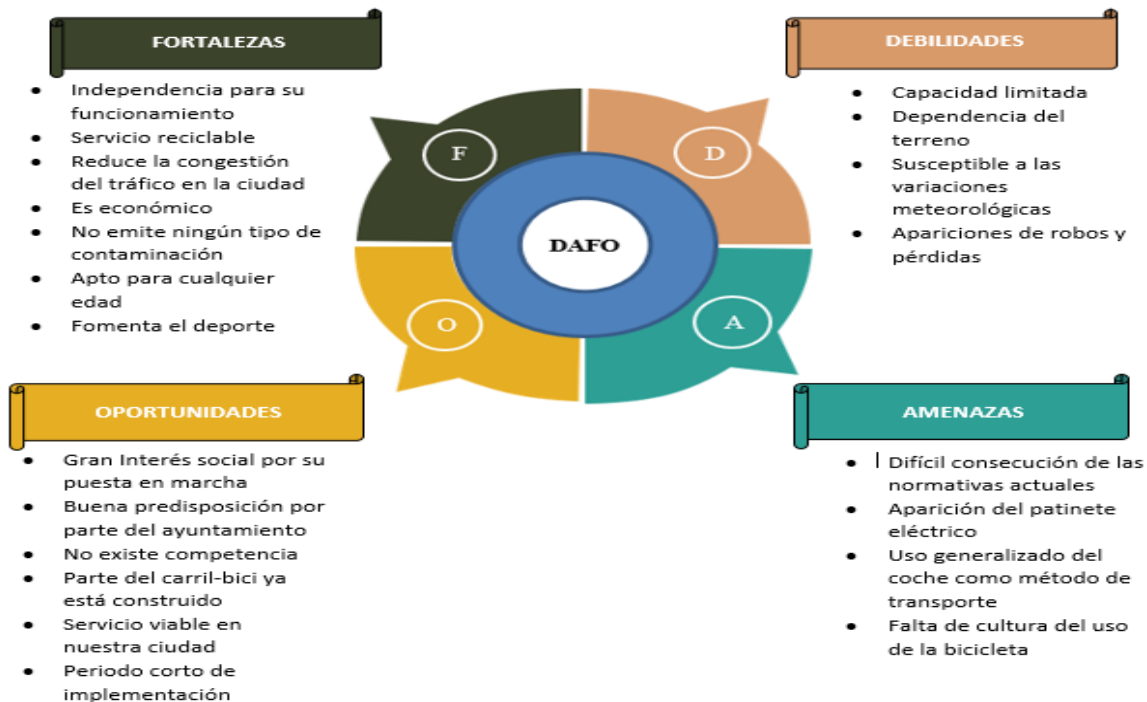 FORTALEZAS
• Independencia para su
funcionamiento
• Servicio reciclable
• Reduce la congestión
del tráfico en la ciudad
• Es económico
• No emite ningún tipo de
contaminación
• Apto para cualquier
edad
• Fomenta el deporte
DEBILIDADES
• Capacidad limitada
• Dependencia del
terreno
• Susceptible a las
variaciones
meteorológicas
• Apariciones de robos y
pérdidas
F
D
DAFO
O
A
OPORTUNIDADES
• Gran Interés social por su
puesta en marcha
• Buena predisposición por
parte del ayuntamiento
• No existe competencia
• Parte del carril-bici ya
está construido
• Servicio viable en
nuestra ciudad
• Periodo corto de
implementación
AMENAZAS
• Difícil consecución de las
normativas actuales
• Aparición del patinete
eléctrico
• Uso generalizado del
coche como método de
transporte
• Falta de cultura del uso
de la bicicleta